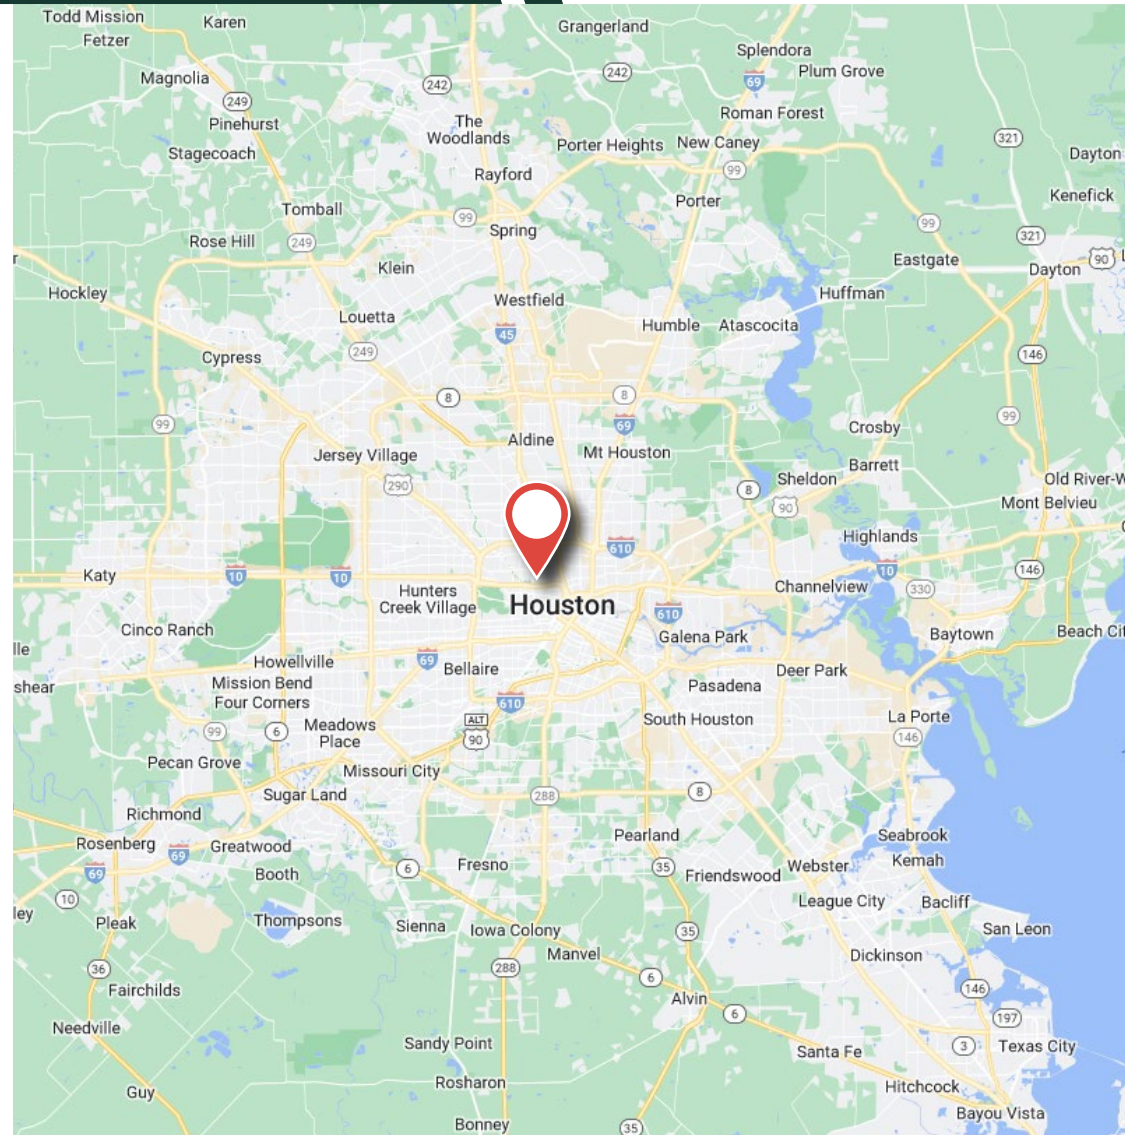 Todd Mission
Karen
Grangerland
Fetzer
Splendora
Magnolia
242
242
69
Plum Grove
249
Pinehurst
The
Woodlands
Roman Forest
321
Stagecoach
Porter Heights
New Caney
Dayton
Rayford
99
Kenefick
Tomball
Porter
99
99
Spring
Rose Hill
249
321
Klein
Eastgate
Dayton
90
Hockley
Westfield
Huffman
Louetta
45
Humble
Atascocita
Cypress
249
146
8
8
99
69
99
Crosby
Aldine
Jersey Village
Mt Houston
Barrett
290
8
Sheldon
Old River-W
90
Mont Belvieu
Highlands
610
Katy
10
10
10
146
Hunters
Creek Village
Channelview
330
Houston
610
Cinco Ranch
Galena Park
Baytown
Beach Cit
lle
Howellville
69
Bellaire
Deer Park
shear
Mission Bend
Pasadena
Four Corners
610
99
6
Meadows
Place
ALT
90
South Houston
La Porte
146
Pecan Grove
Missouri City
Sugar Land
288
8
Richmond
Rosenberg
69
Greatwood
Pearland
Seabrook
69
Booth
6
Fresno
35
Friendswood
Webster
Kemah
10
League City
Bacliff
ley
Pleak
Thompsons
Sienna
Iowa Colony
35
San Leon
36
288
Manvel
Dickinson
Fairchilds
6
146
Alvin
6
197
Needville
Sandy Point
3
Texas City
Santa Fe
Guy
Rosharon
Hitchcock
Bonney
35
Bayou Vista